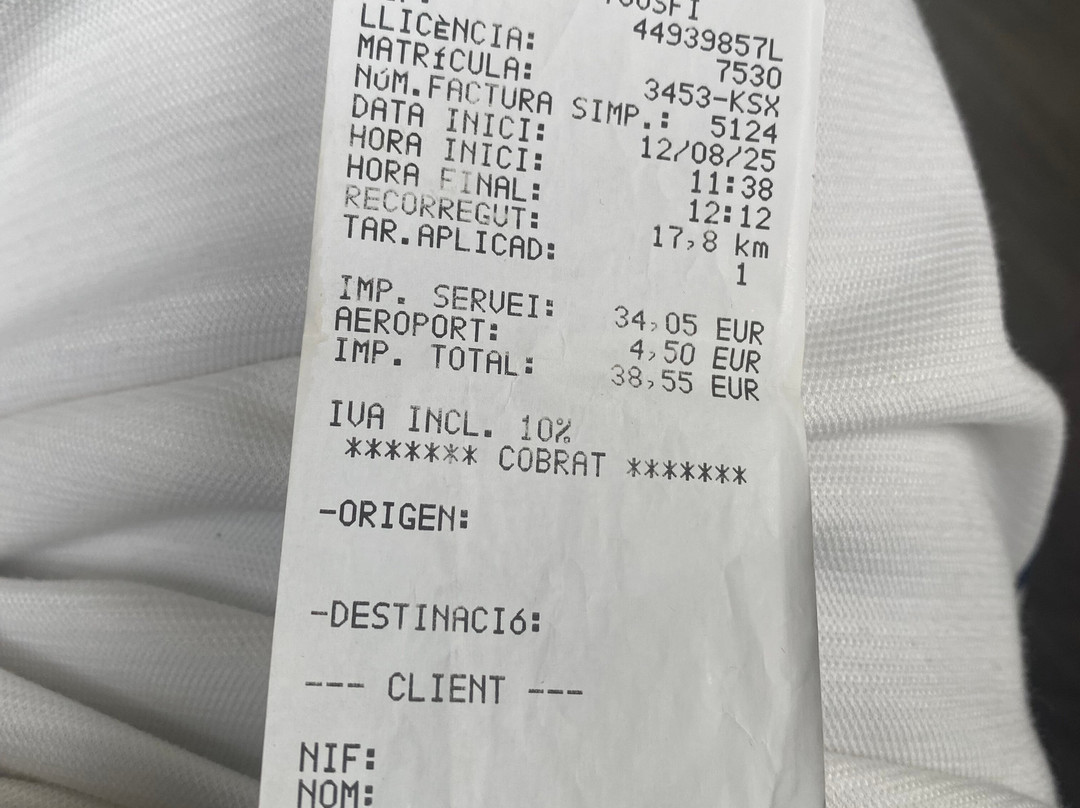 44939857L
LLICèNCIA: 7530
MATRíCULA: 3453-KSX
NúM.FACTURA SIMP.: 5124
DATA INICI: 12/08/25
HORA INICI: 11:38
HORA FINAL: 12:12
RECORREGUT: 17,8 km
TAR.APLICAD: 1
IMP. SERVEI: 34,05 EUR
AEROPORT: 4,50 EUR
IMP. TOTAL: 38,55 EUR
IVA INCL. 10%
******* COBRAT *******
-ORIGEN:
-DESTINACIó:
--- CLIENT ---
NIF:
NOM: